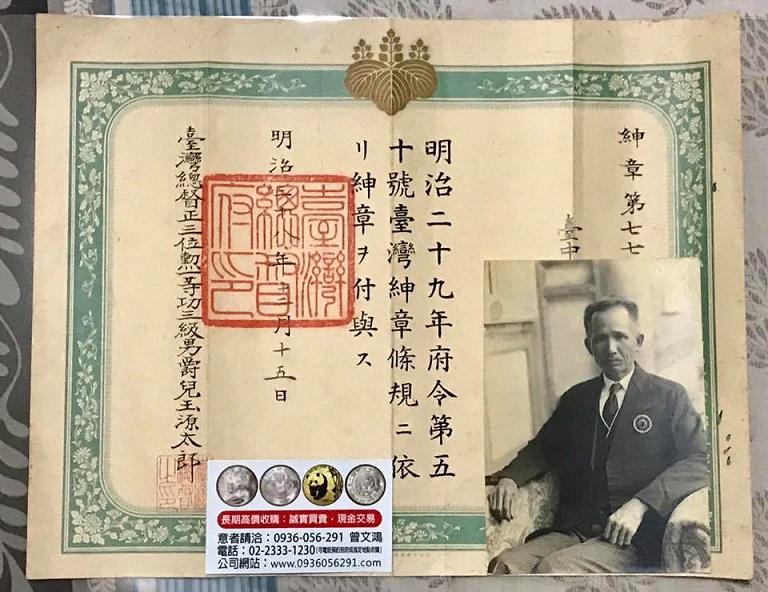 紳章第七七
臺中
明治二十九年府令第五
十號臺灣紳章條規ニ依
リ紳章ヲ付與ス
明治年月十五日
臺灣總督府印
臺灣總督正三位勲一等功三級男爵兒玉源太郎
長期高價收購:誠實買賣,現金交易
意者請洽:0936-056-291 曾文鴻
電話:02-2333-1230
公司網站:www.0936056291.com